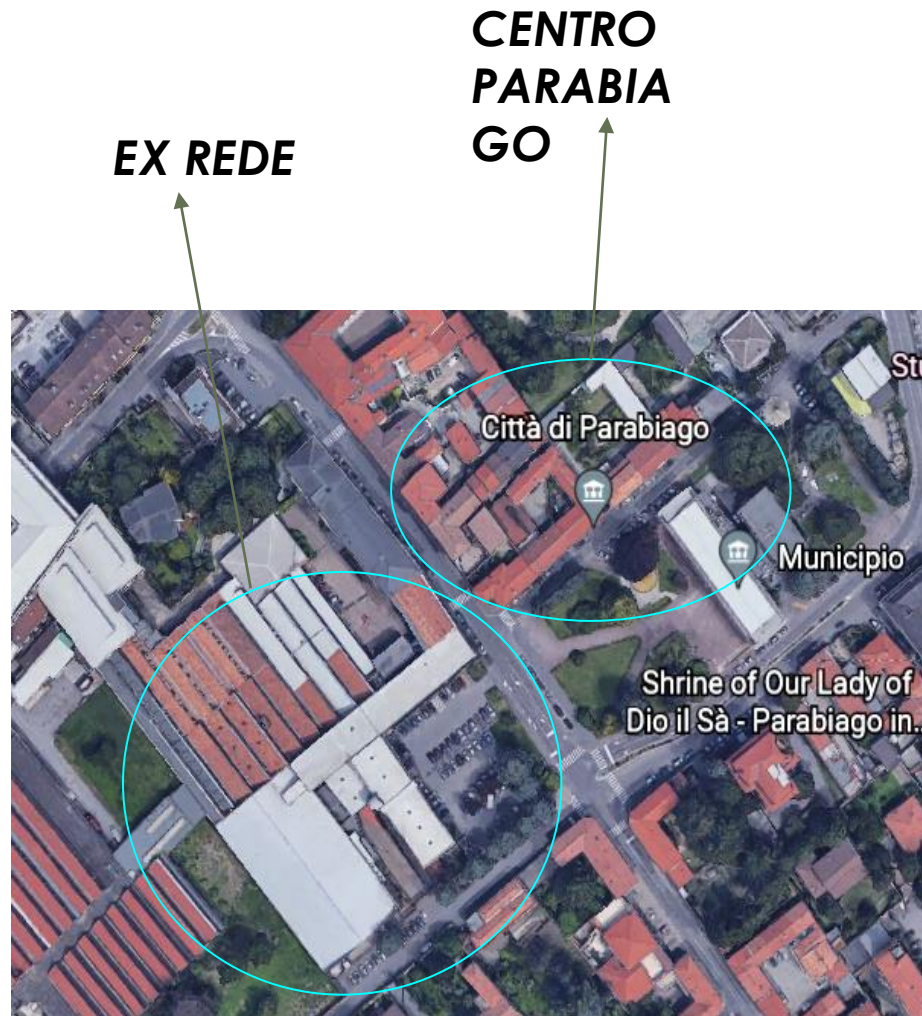 CENTRO
PARABIA
GO
EX REDE
Città di Parabiago
Municipio
Shrine of Our Lady of
Dio il Sà - Parabiago in...